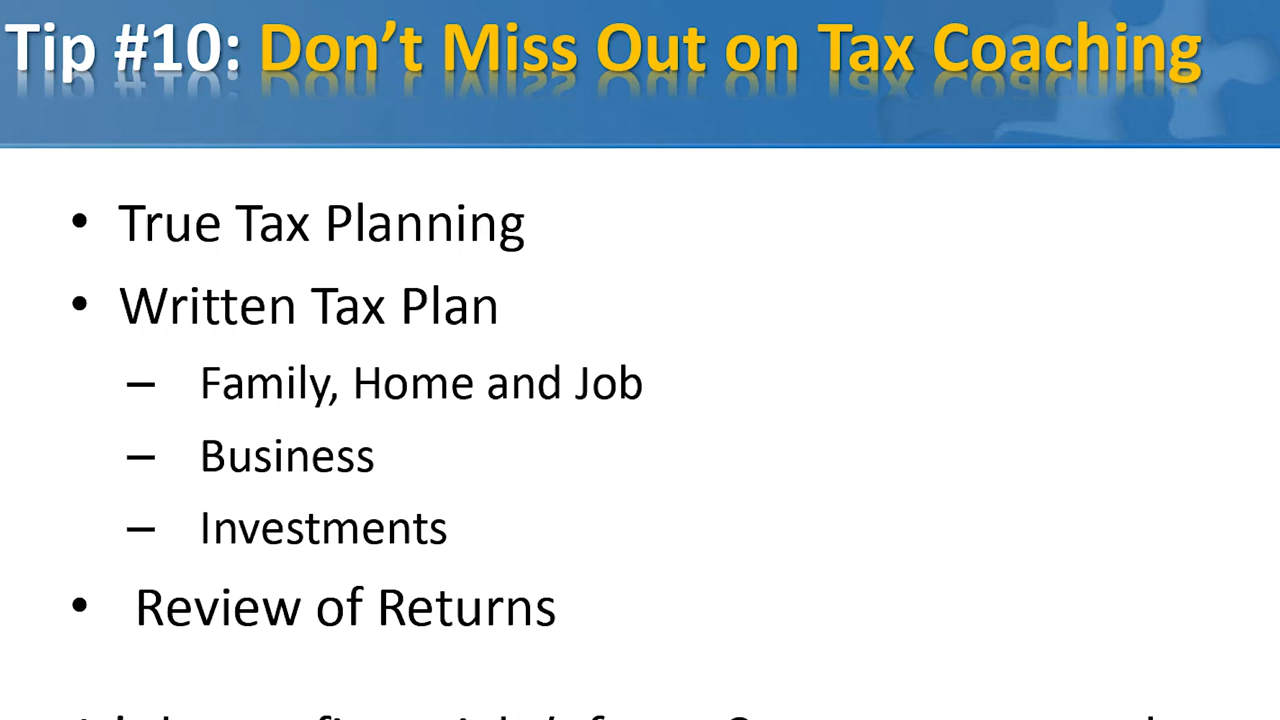 Tip #10: Don’t Miss Out on Tax Coaching
• True Tax Planning
• Written Tax Plan
– Family, Home and Job
– Business
– Investments
• Review of Returns